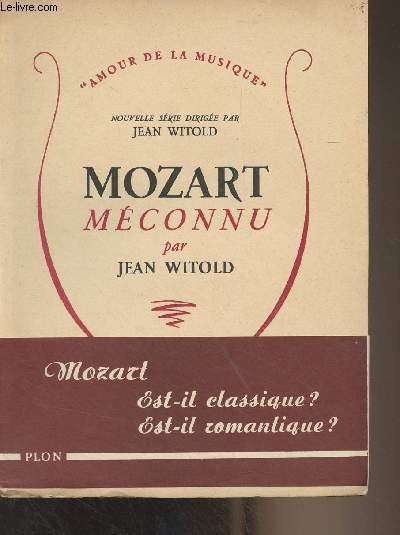 Le-livre.com
"AMOUR DE LA MUSIQUE"
NOUVELLE SÉRIE DIRIGÉE PAR
JEAN WITOLD
MOZART
MÉCONNU
par
JEAN WITOLD
Mozart
Est-il classique?
Est-il romantique?
PLON